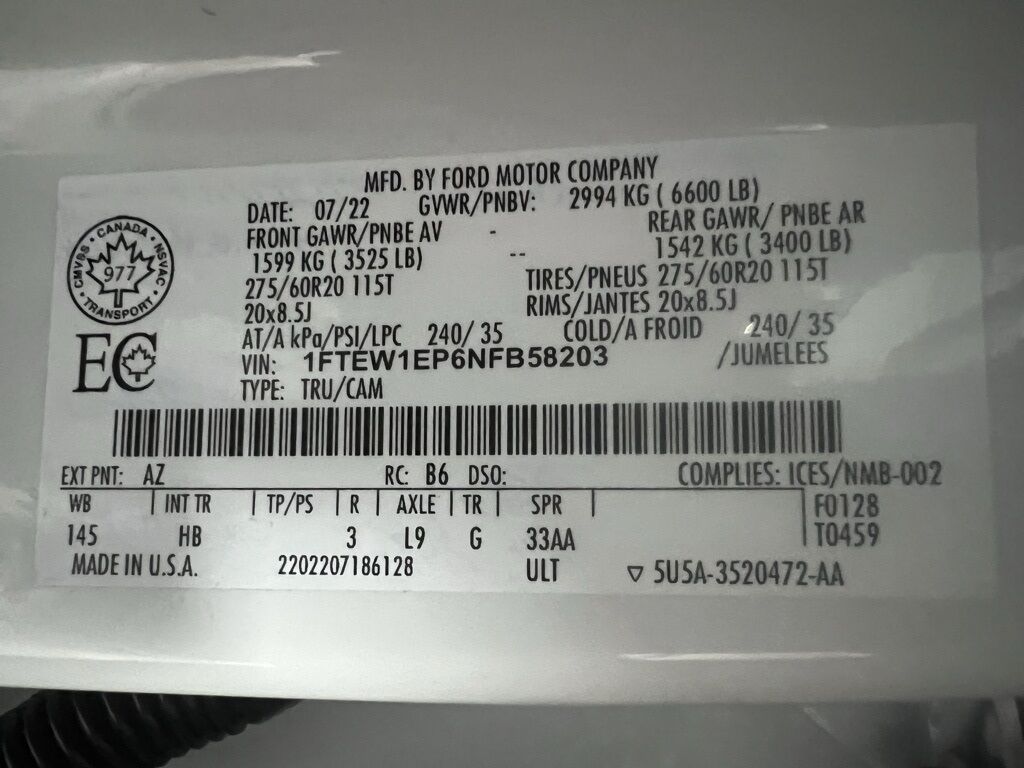 MFD. BY FORD MOTOR COMPANY
DATE: 07/22 GVWR/PNBV: 2994 KG ( 6600 LB)
FRONT GAWR/PNBE AV - REAR GAWR/ PNBE AR
1599 KG ( 3525 LB) -- 1542 KG ( 3400 LB)
275/60R20 115T TIRES/PNEUS 275/60R20 115T
20x8.5J RIMS/JANTES 20x8.5J
AT/A kPa/PSI/LPC 240/ 35 COLD/A FROID 240/ 35
VIN: 1FTEW1EP6NFB58203 /JUMELEES
TYPE: TRU/CAM
CANADA
CMVSS 977 NSVAC
TRANSPORT
EC
EXT PNT: AZ RC: B6 DSO: COMPLIES: ICES/NMB-002
WB | INT TR | TP/PS | R | AXLE | TR | SPR | F0128
145 HB 3 L9 G 33AA T0459
MADE IN U.S.A. 2202207186128 ULT ▽ 5U5A-3520472-AA